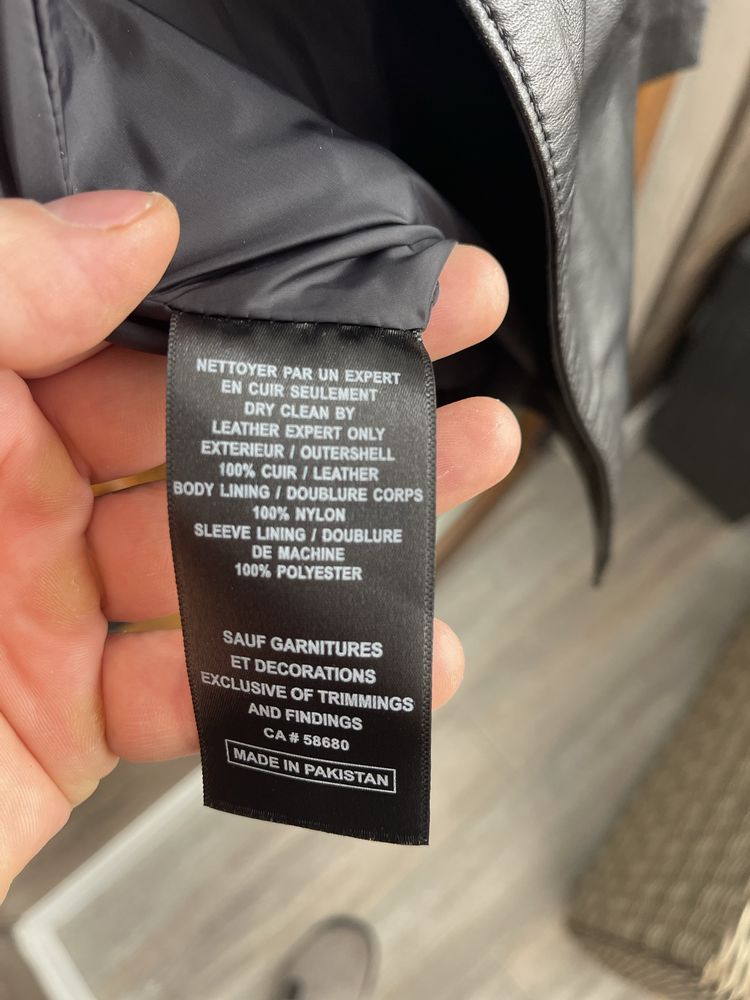 NETTOYER PAR UN EXPERT
EN CUIR SEULEMENT
DRY CLEAN BY
LEATHER EXPERT ONLY
EXTERIEUR / OUTERSHELL
100% CUIR / LEATHER
BODY LINING / DOUBLURE CORPS
100% NYLON
SLEEVE LINING / DOUBLURE
DE MACHINE
100% POLYESTER
SAUF GARNITURES
ET DECORATIONS
EXCLUSIVE OF TRIMMINGS
AND FINDINGS
CA # 58680
MADE IN PAKISTAN